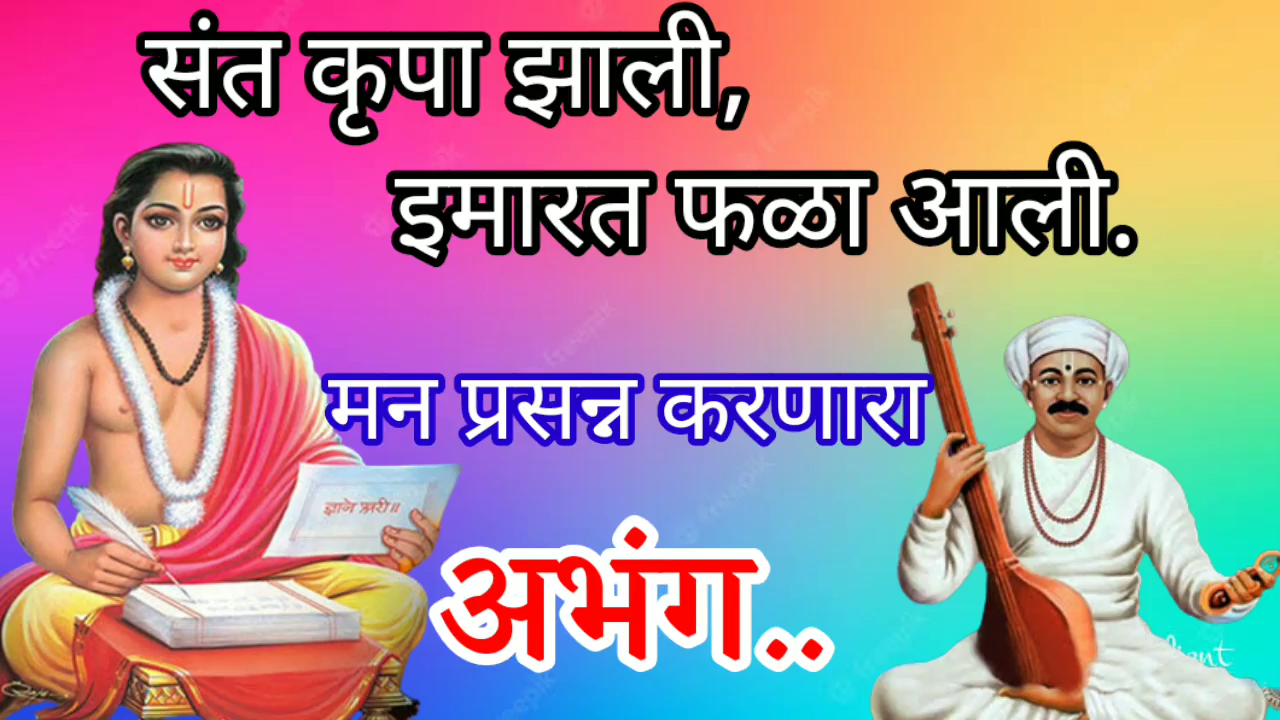 संत कृपा झाली,
इमारत फळा आली.
मन प्रसन्न करणारा
अभंग..